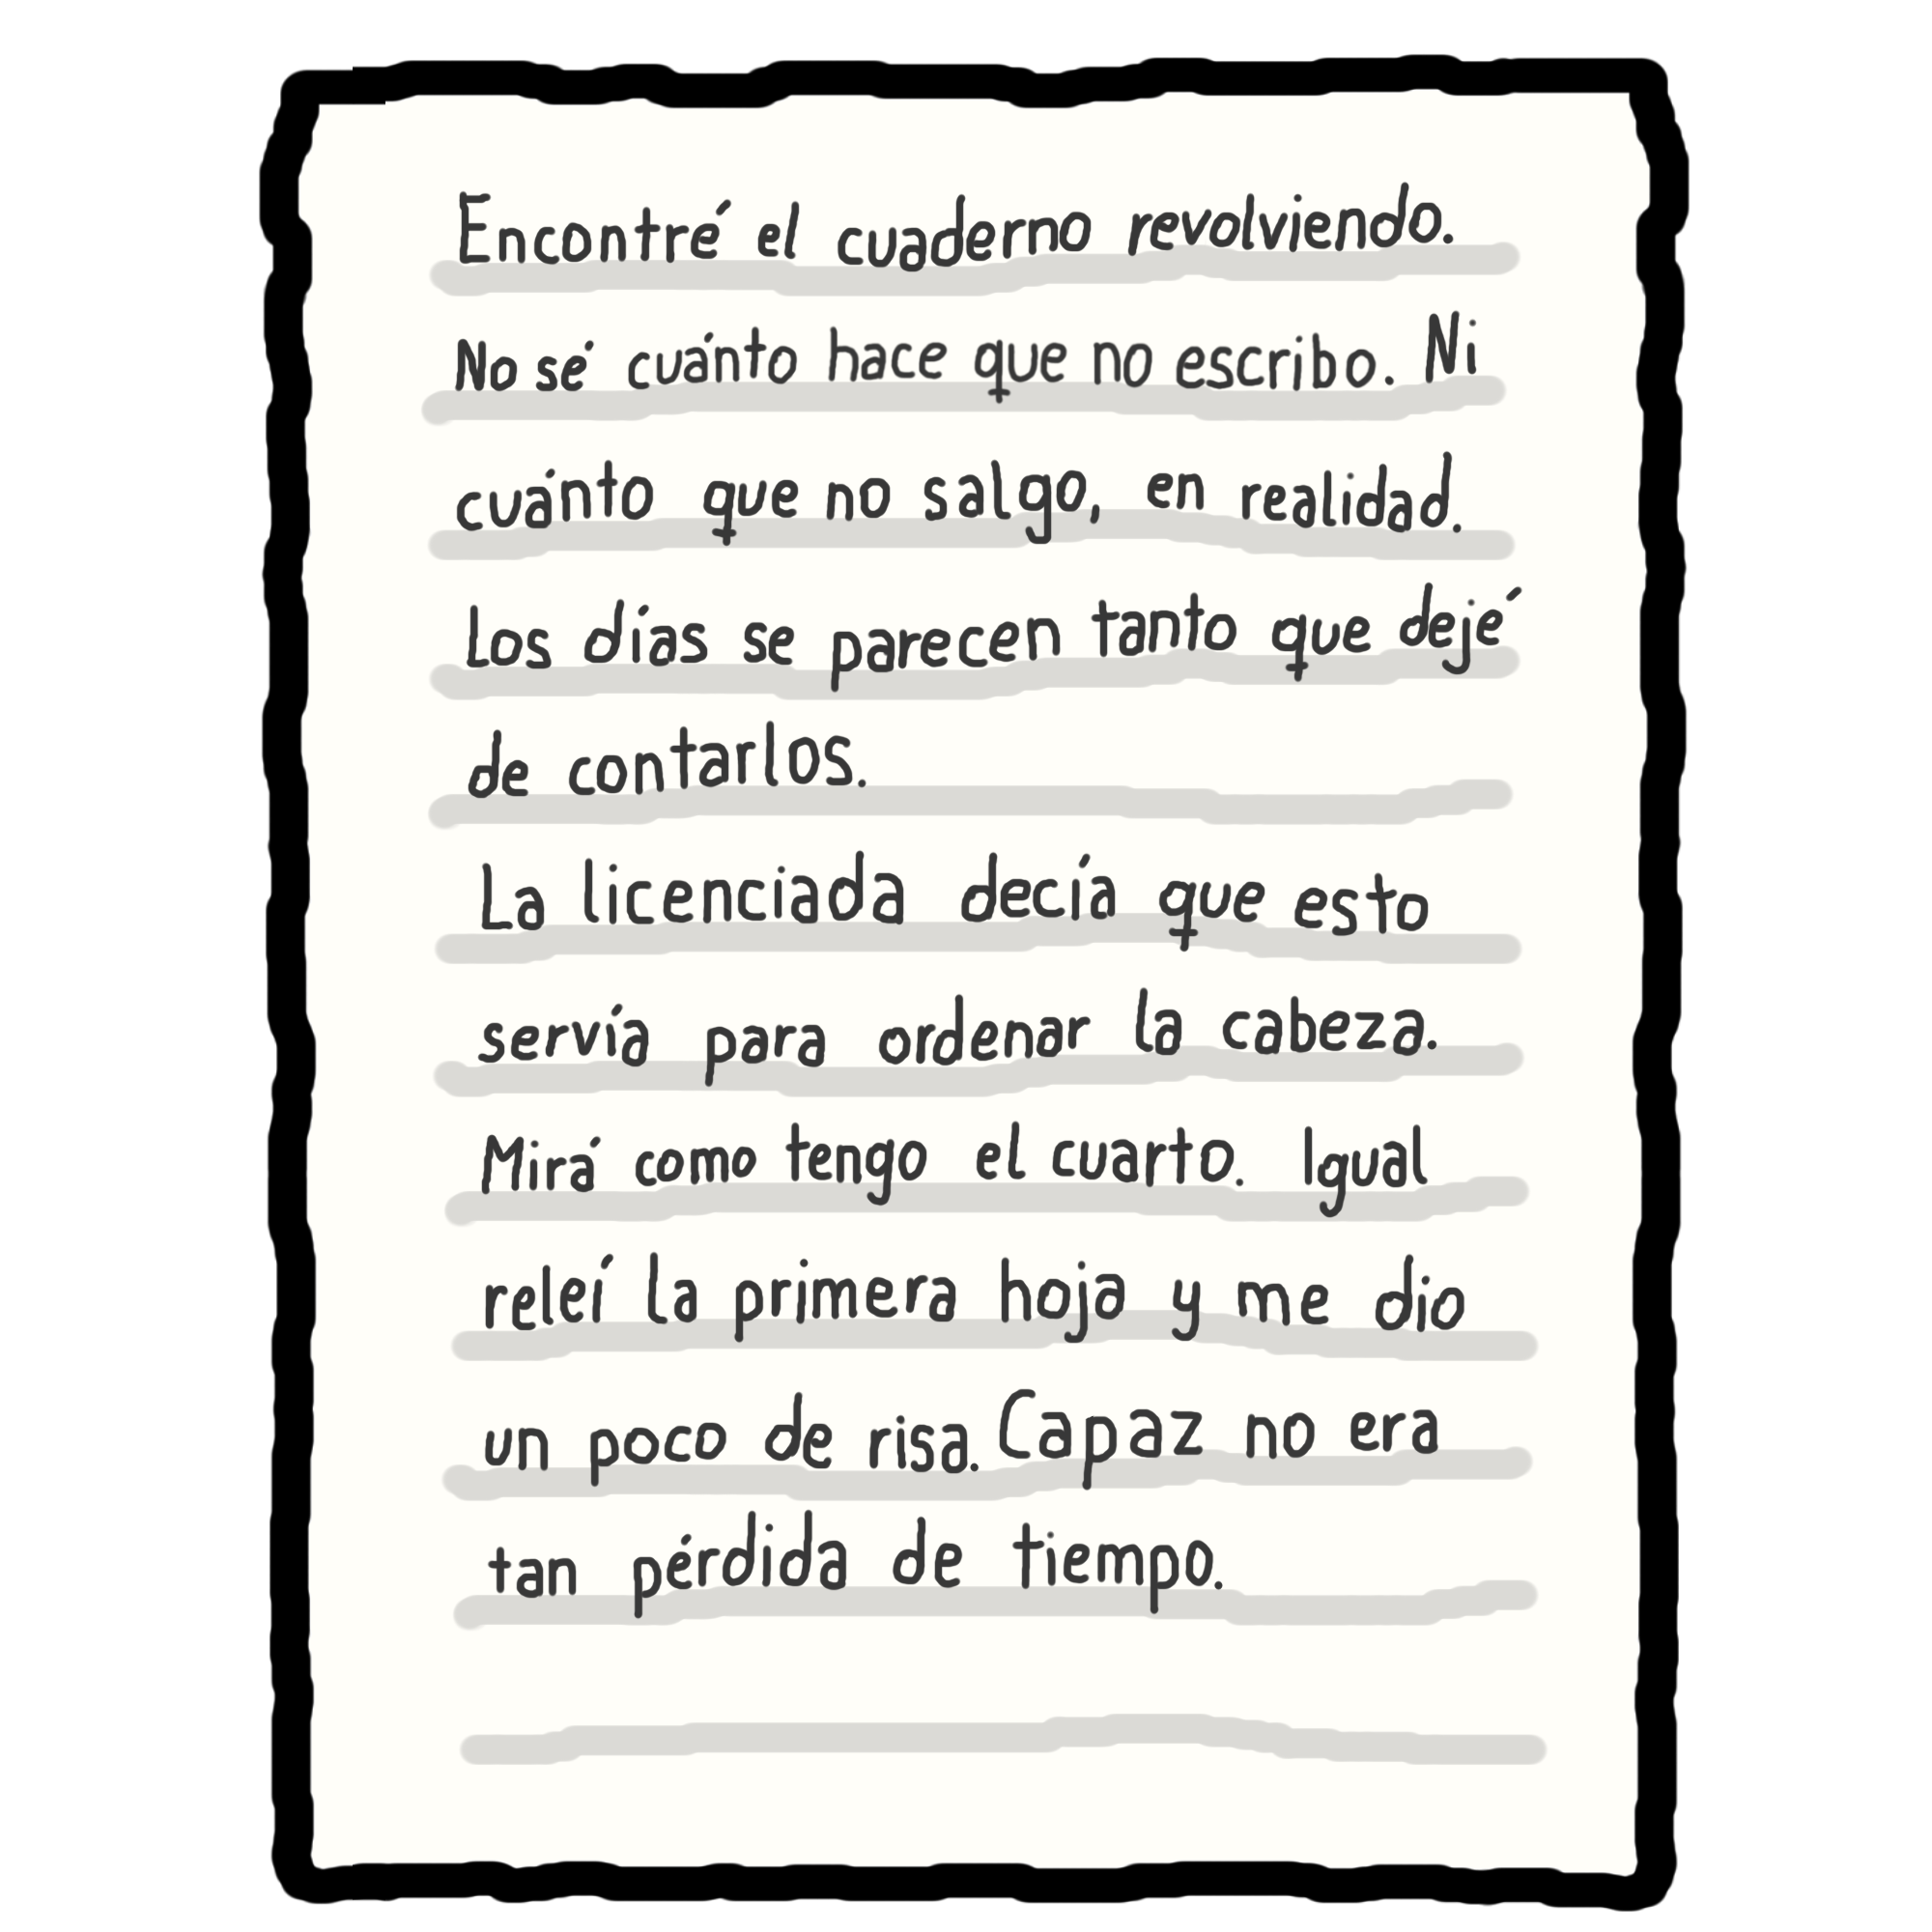 Encontré el cuaderno revolviendo.
No sé cuánto hace que no escribo. Ni
cuánto que no salgo, en realidad.
Los días se parecen tanto que dejé
de contarlos.
La licenciada decía que esto
servía para ordenar la cabeza.
Mirá como tengo el cuarto. Igual
releí la primera hoja y me dio
un poco de risa. Capaz no era
tan pérdida de tiempo.